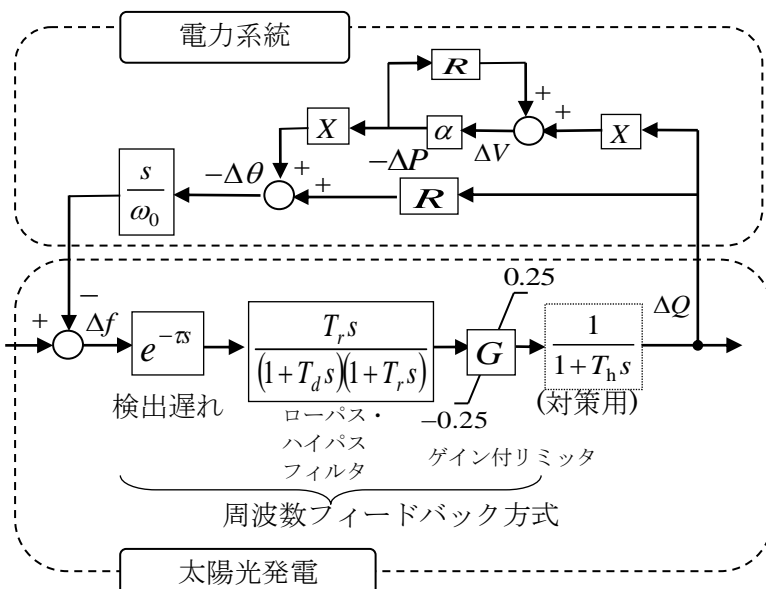 電力系統
R
+
+
X
α
X
−ΔP
ΔV
+
−Δθ
+
R
s
ω₀
−
+
Δf
e^{−τs}
T_r s
(1+T_d s)(1+T_r s)
0.25
G
−0.25
1
1+T_h s
ΔQ
検出遅れ
ローパス・
ハイパス
フィルタ
ゲイン付リミッタ
(対策用)
周波数フィードバック方式
太陽光発電